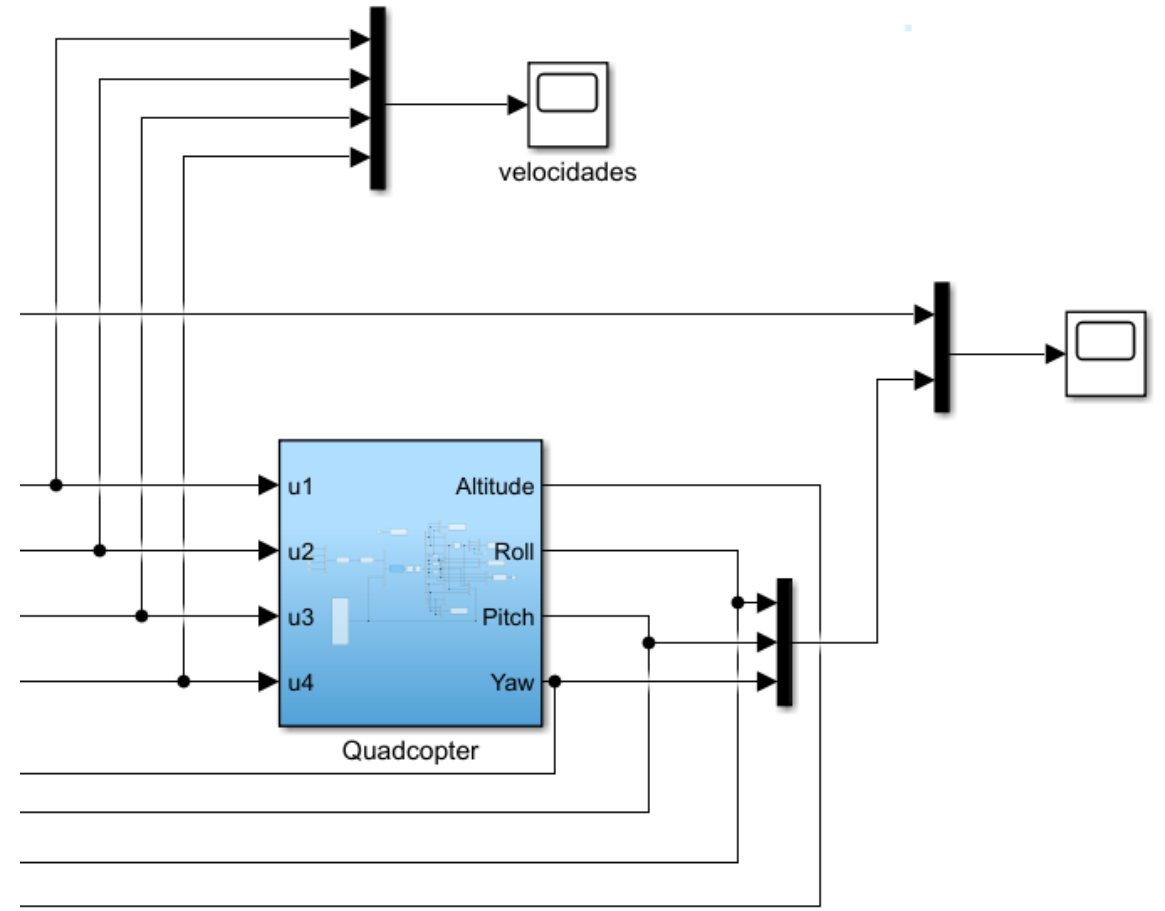 velocidades
u1
Altitude
u2
Roll
u3
Pitch
u4
Yaw
Quadcopter